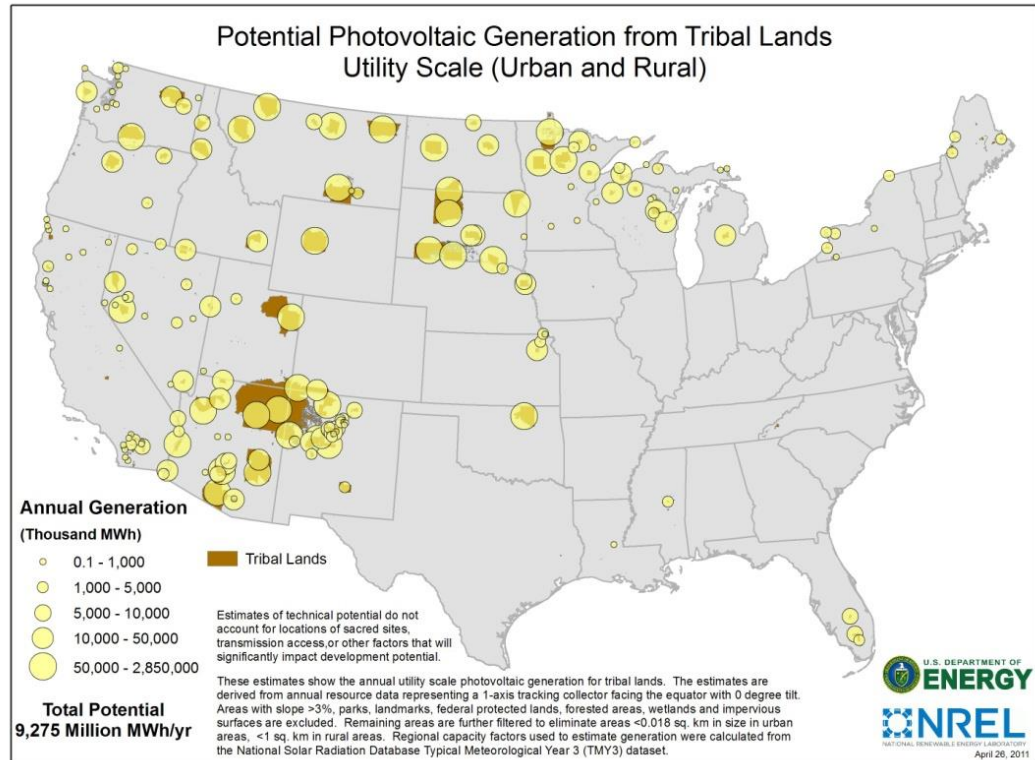 Potential Photovoltaic Generation from Tribal Lands
Utility Scale (Urban and Rural)
Annual Generation
(Thousand MWh)
0.1 - 1,000
1,000 - 5,000
5,000 - 10,000
10,000 - 50,000
50,000 - 2,850,000
Tribal Lands
Total Potential
9,275 Million MWh/yr
Estimates of technical potential do not
account for locations of sacred sites,
transmission access,or other factors that will
significantly impact development potential.
These estimates show the annual utility scale photovoltaic generation for tribal lands. The estimates are
derived from annual resource data representing a 1-axis tracking collector facing the equator with 0 degree tilt.
Areas with slope >3%, parks, landmarks, federal protected lands, forested areas, wetlands and impervious
surfaces are excluded. Remaining areas are further filtered to eliminate areas <0.018 sq. km in size in urban
areas, <1 sq. km in rural areas. Regional capacity factors used to estimate generation were calculated from
the National Solar Radiation Database Typical Meteorological Year 3 (TMY3) dataset.
U.S. DEPARTMENT OF
ENERGY
NREL
NATIONAL RENEWABLE ENERGY LABORATORY
April 26, 2011